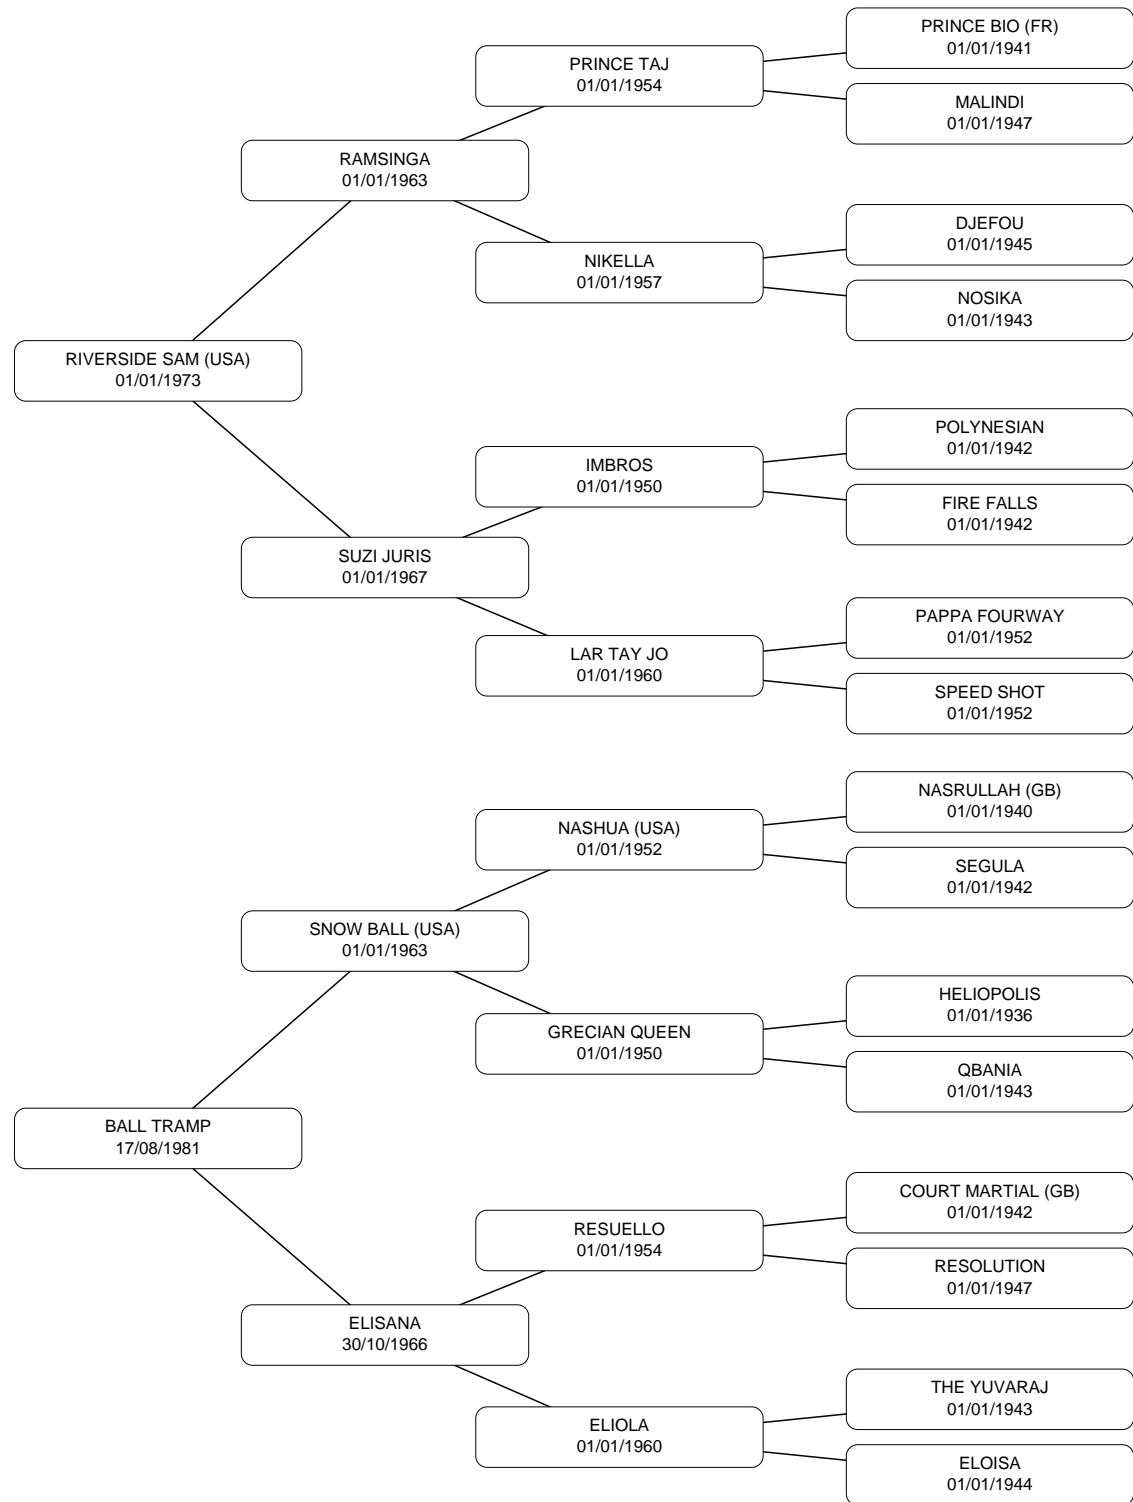 PRINCE BIO (FR)
01/01/1941
PRINCE TAJ
01/01/1954
MALINDI
01/01/1947
RAMSINGA
01/01/1963
DJEFOU
01/01/1945
NIKELLA
01/01/1957
NOSIKA
01/01/1943
RIVERSIDE SAM (USA)
01/01/1973
POLYNESIAN
01/01/1942
IMBROS
01/01/1950
FIRE FALLS
01/01/1942
SUZI JURIS
01/01/1967
PAPPA FOURWAY
01/01/1952
LAR TAY JO
01/01/1960
SPEED SHOT
01/01/1952
NASRULLAH (GB)
01/01/1940
NASHUA (USA)
01/01/1952
SEGULA
01/01/1942
SNOW BALL (USA)
01/01/1963
HELIOPOLIS
01/01/1936
GRECIAN QUEEN
01/01/1950
QBANIA
01/01/1943
BALL TRAMP
17/08/1981
COURT MARTIAL (GB)
01/01/1942
RESUELLO
01/01/1954
RESOLUTION
01/01/1947
ELISANA
30/10/1966
THE YUVARAJ
01/01/1943
ELIOLA
01/01/1960
ELOISA
01/01/1944